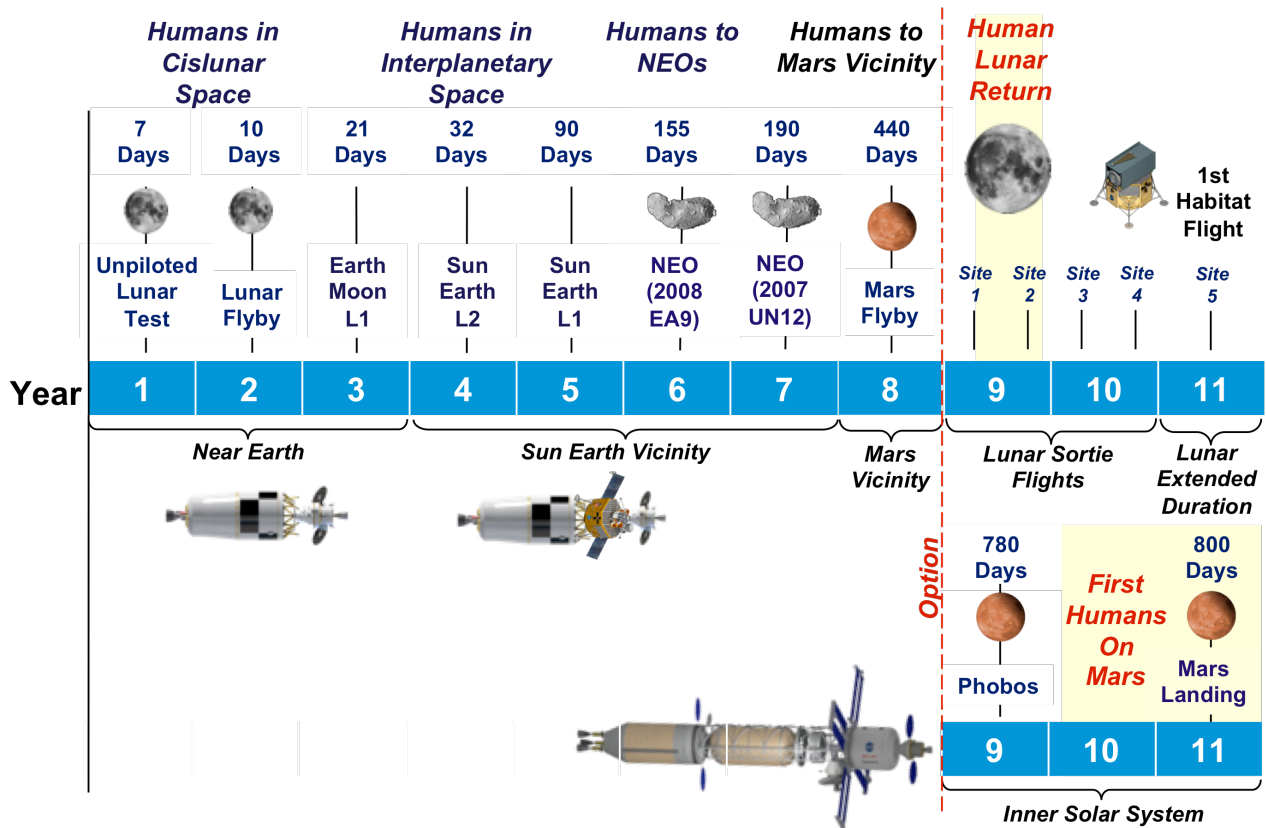 Humans in
Cislunar
Space
Humans in
Interplanetary
Space
Humans to
NEOs
Humans to
Mars Vicinity
Human
Lunar
Return
7
Days
10
Days
21
Days
32
Days
90
Days
155
Days
190
Days
440
Days
1st
Habitat
Flight
Unpiloted
Lunar
Test
Lunar
Flyby
Earth
Moon
L1
Sun
Earth
L2
Sun
Earth
L1
NEO
(2008
EA9)
NEO
(2007
UN12)
Mars
Flyby
Site
1
Site
2
Site
3
Site
4
Site
5
Year
1
2
3
4
5
6
7
8
9
10
11
Near Earth
Sun Earth Vicinity
Mars
Vicinity
Lunar Sortie
Flights
Lunar
Extended
Duration
Option
780
Days
First
Humans
On
Mars
800
Days
Phobos
Mars
Landing
9
10
11
Inner Solar System